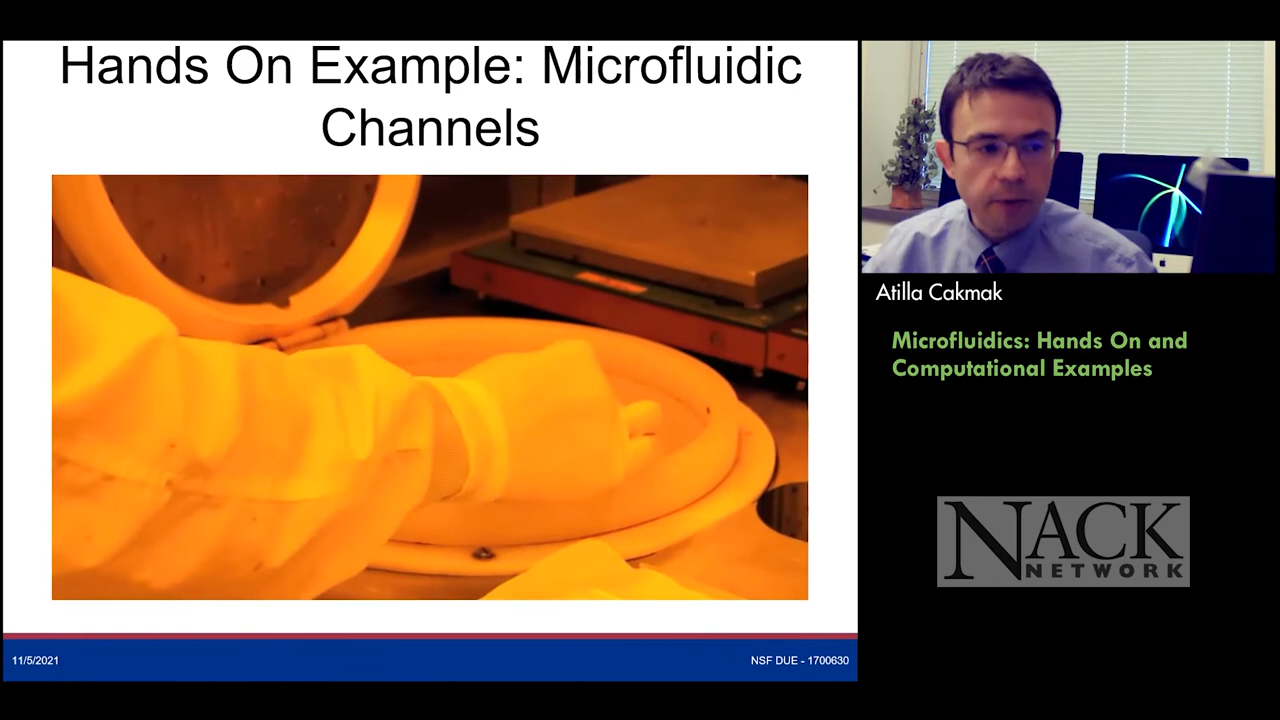 Hands On Example: Microfluidic
Channels
11/5/2021
NSF DUE - 1700630
Atilla Cakmak
Microfluidics: Hands On and
Computational Examples
NACK
NETWORK